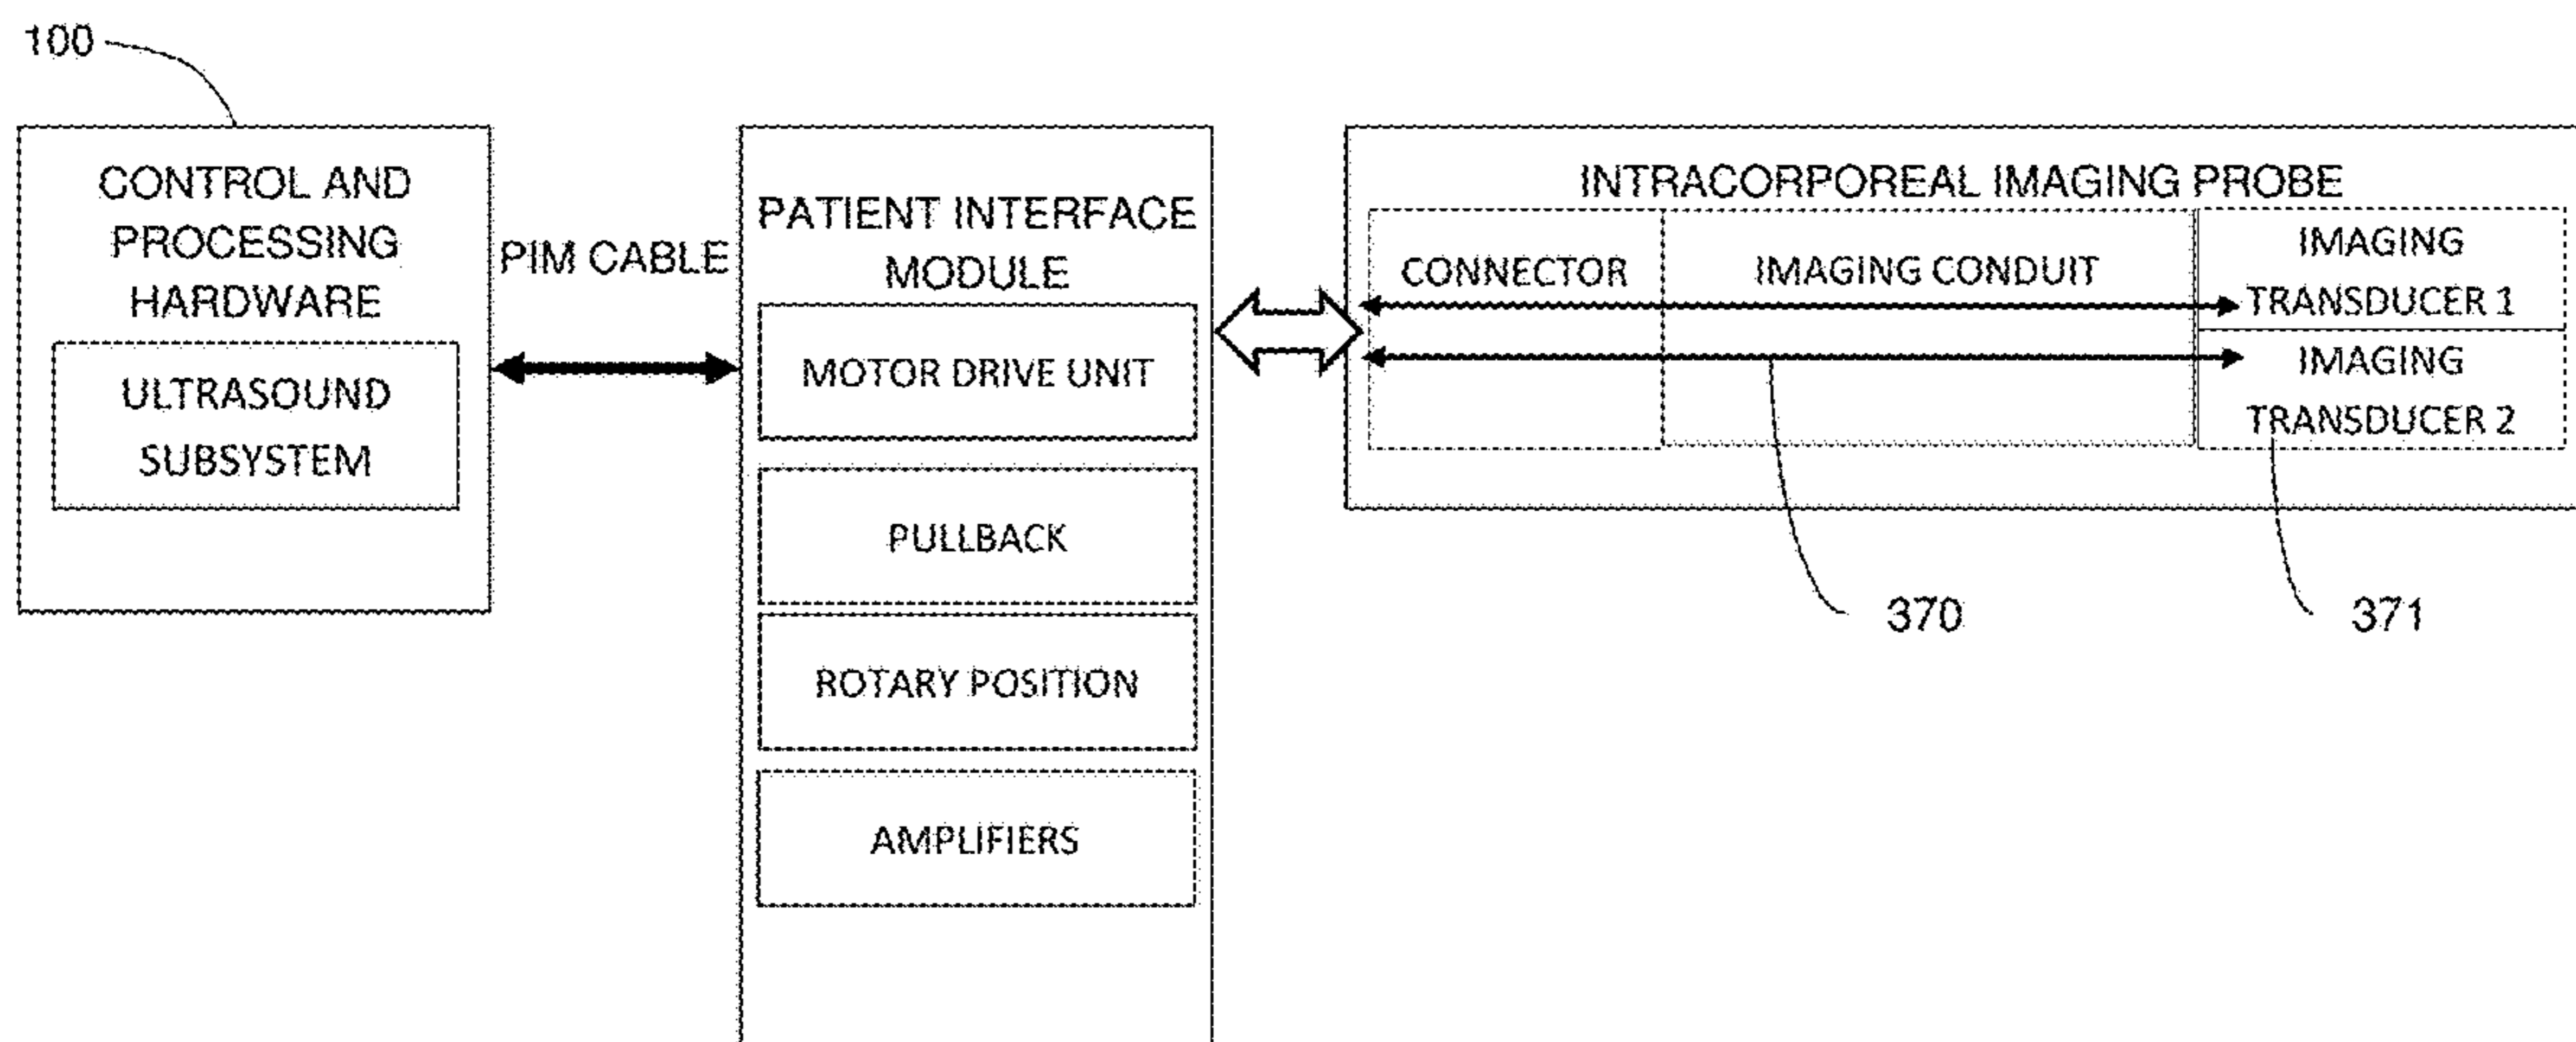 100
CONTROL AND
PROCESSING
HARDWARE
ULTRASOUND
SUBSYSTEM
PIM CABLE
PATIENT INTERFACE
MODULE
MOTOR DRIVE UNIT
PULLBACK
ROTARY POSITION
AMPLIFIERS
INTRACORPOREAL IMAGING PROBE
CONNECTOR
IMAGING CONDUIT
IMAGING
TRANSDUCER 1
IMAGING
TRANSDUCER 2
370
371